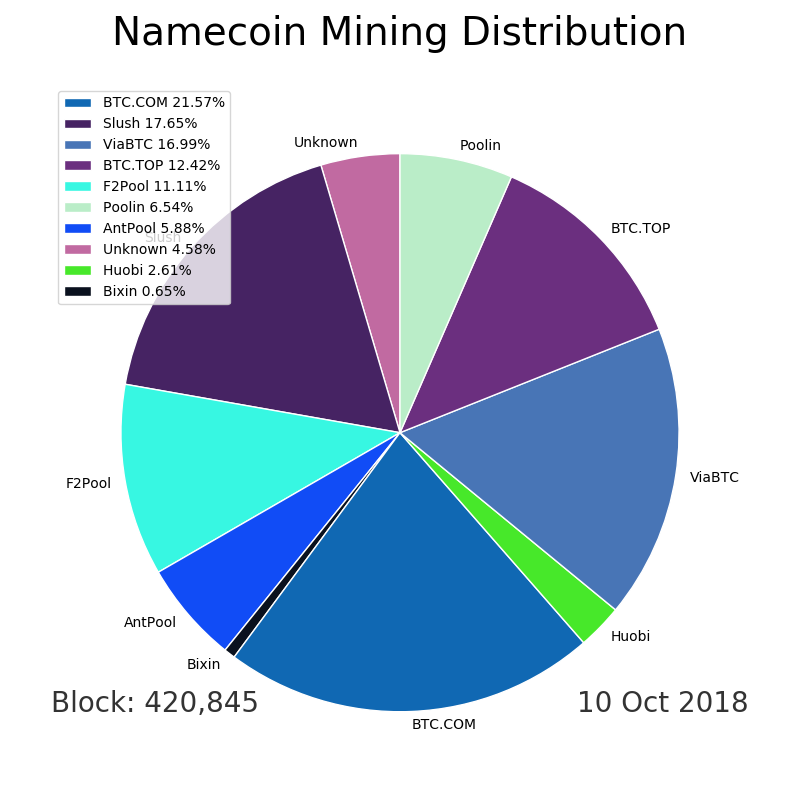 Namecoin Mining Distribution
BTC.COM 21.57%
Slush 17.65%
ViaBTC 16.99%
BTC.TOP 12.42%
F2Pool 11.11%
Poolin 6.54%
AntPool 5.88%
Unknown 4.58%
Huobi 2.61%
Bixin 0.65%
Unknown
Poolin
BTC.TOP
Slush
ViaBTC
F2Pool
AntPool
Huobi
Bixin
Block: 420,845
10 Oct 2018
BTC.COM